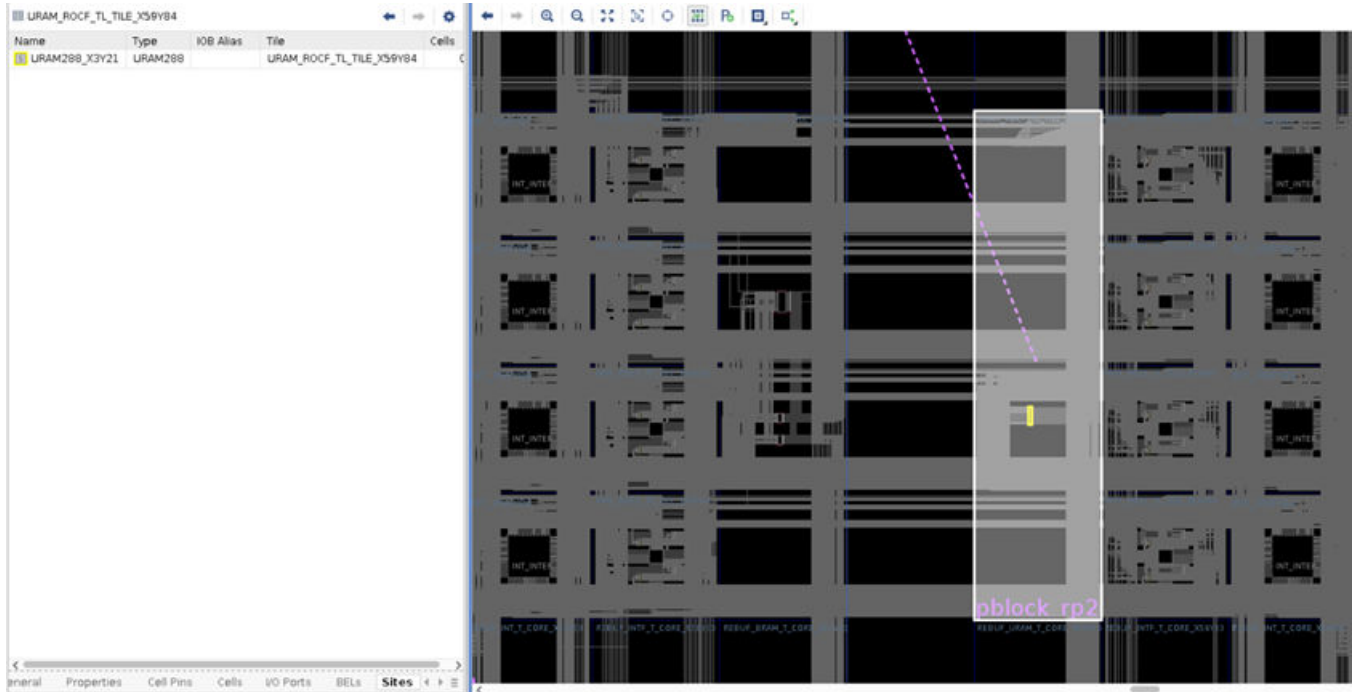 URAM_ROCF_TL_TILE_X59Y84
Name Type IOB Alias Tile Cells
URAM288_X3Y21 URAM288 URAM_ROCF_TL_TILE_X59Y84
INT_INTE
INT_INTE
INT_INTE
INT_INTE
INT_INTE
INT_INTE
INT_INTE
INT_INTE
pblock_rp2
eneral Properties Cell Pins Cells I/O Ports BELs Sites